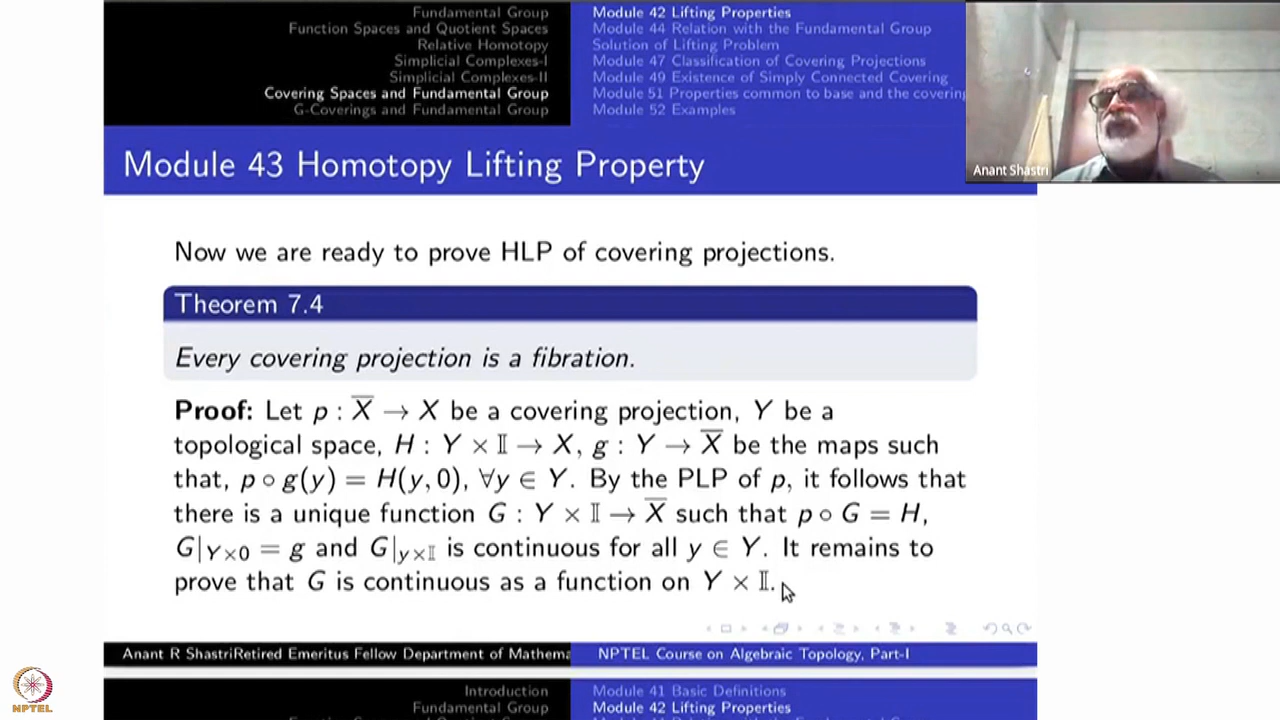 Fundamental Group
Function Spaces and Quotient Spaces
Relative Homotopy
Simplicial Complexes-I
Simplicial Complexes-II
Covering Spaces and Fundamental Group
G-Coverings and Fundamental Group
Module 42 Lifting Properties
Module 44 Relation with the Fundamental Group
Solution of Lifting Problem
Module 47 Classification of Covering Projections
Module 49 Existence of Simply Connected Covering
Module 51 Properties common to base and the covering
Module 52 Examples
Anant Shastri
Module 43 Homotopy Lifting Property
Now we are ready to prove HLP of covering projections.
Theorem 7.4
Every covering projection is a fibration.
Proof: Let p : X̅ → X be a covering projection, Y be a
topological space, H : Y × 𝕀 → X, g : Y → X̅ be the maps such
that, p ∘ g(y) = H(y, 0), ∀y ∈ Y. By the PLP of p, it follows that
there is a unique function G : Y × 𝕀 → X̅ such that p ∘ G = H,
G|Y×0 = g and G|y×𝕀 is continuous for all y ∈ Y. It remains to
prove that G is continuous as a function on Y × 𝕀.
Anant R ShastriRetired Emeritus Fellow Department of Mathema
NPTEL Course on Algebraic Topology, Part-I
Introduction
Fundamental Group
Module 41 Basic Definitions
Module 42 Lifting Properties
NPTEL